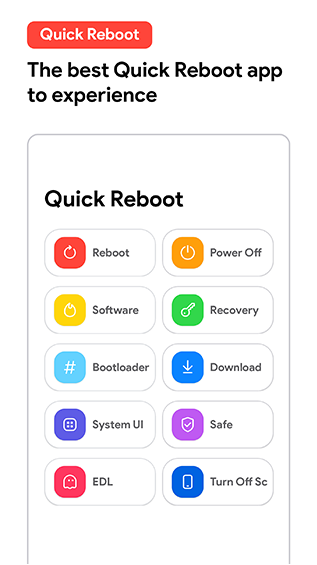 Quick Reboot
The best Quick Reboot app
to experience
Quick Reboot
Reboot
Power Off
Software
Recovery
Bootloader
Download
System UI
Safe
EDL
Turn Off Sc